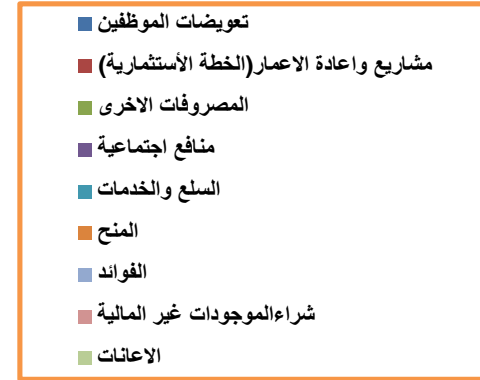 تعويضات الموظفين
مشاريع واعادة الاعمار(الخطة الأستثمارية)
المصروفات الاخرى
منافع اجتماعية
السلع والخدمات
المنح
الفوائد
شراءالموجودات غير المالية
الاعانات